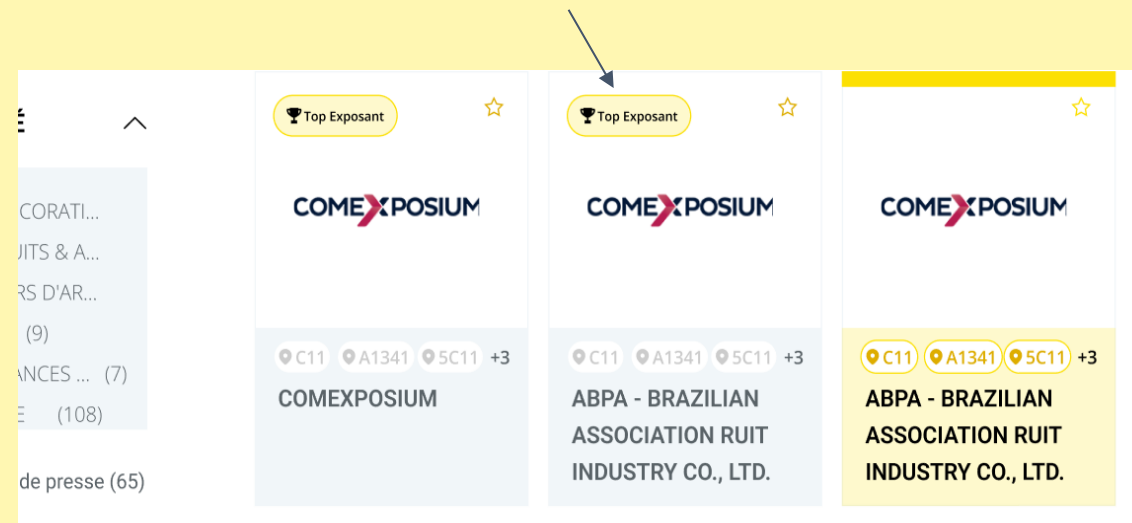 É
CORATI...
UITS & A...
RS D'AR...
(9)
ANCES ... (7)
E (108)
de presse (65)
Top Exposant
COMEXPOSIUM
C11 A1341 5C11 +3
COMEXPOSIUM
Top Exposant
COMEXPOSIUM
C11 A1341 5C11 +3
ABPA - BRAZILIAN
ASSOCIATION RUIT
INDUSTRY CO., LTD.
COMEXPOSIUM
C11 A1341 5C11 +3
ABPA - BRAZILIAN
ASSOCIATION RUIT
INDUSTRY CO., LTD.